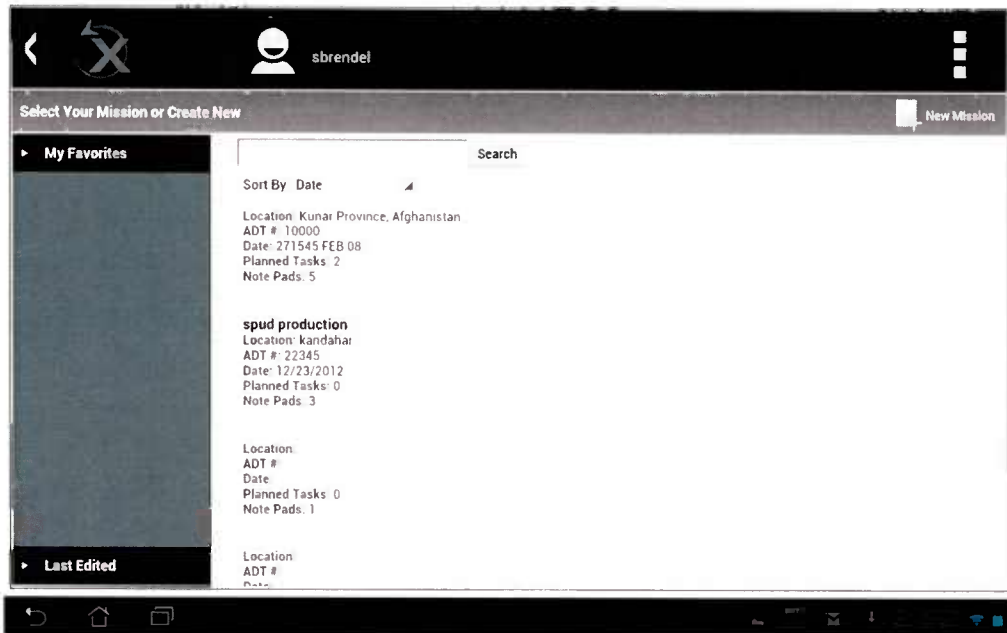 sbrendel
Select Your Mission or Create New
New Mission
My Favorites
Search
Sort By Date
Location: Kunar Province, Afghanistan
ADT #: 10000
Date: 271545 FEB 08
Planned Tasks: 2
Note Pads: 5
spud production
Location: kandahar
ADT #: 22345
Date: 12/23/2012
Planned Tasks: 0
Note Pads: 3
Location:
ADT #:
Date:
Planned Tasks: 0
Note Pads: 1
Location:
ADT #:
Date:
Last Edited